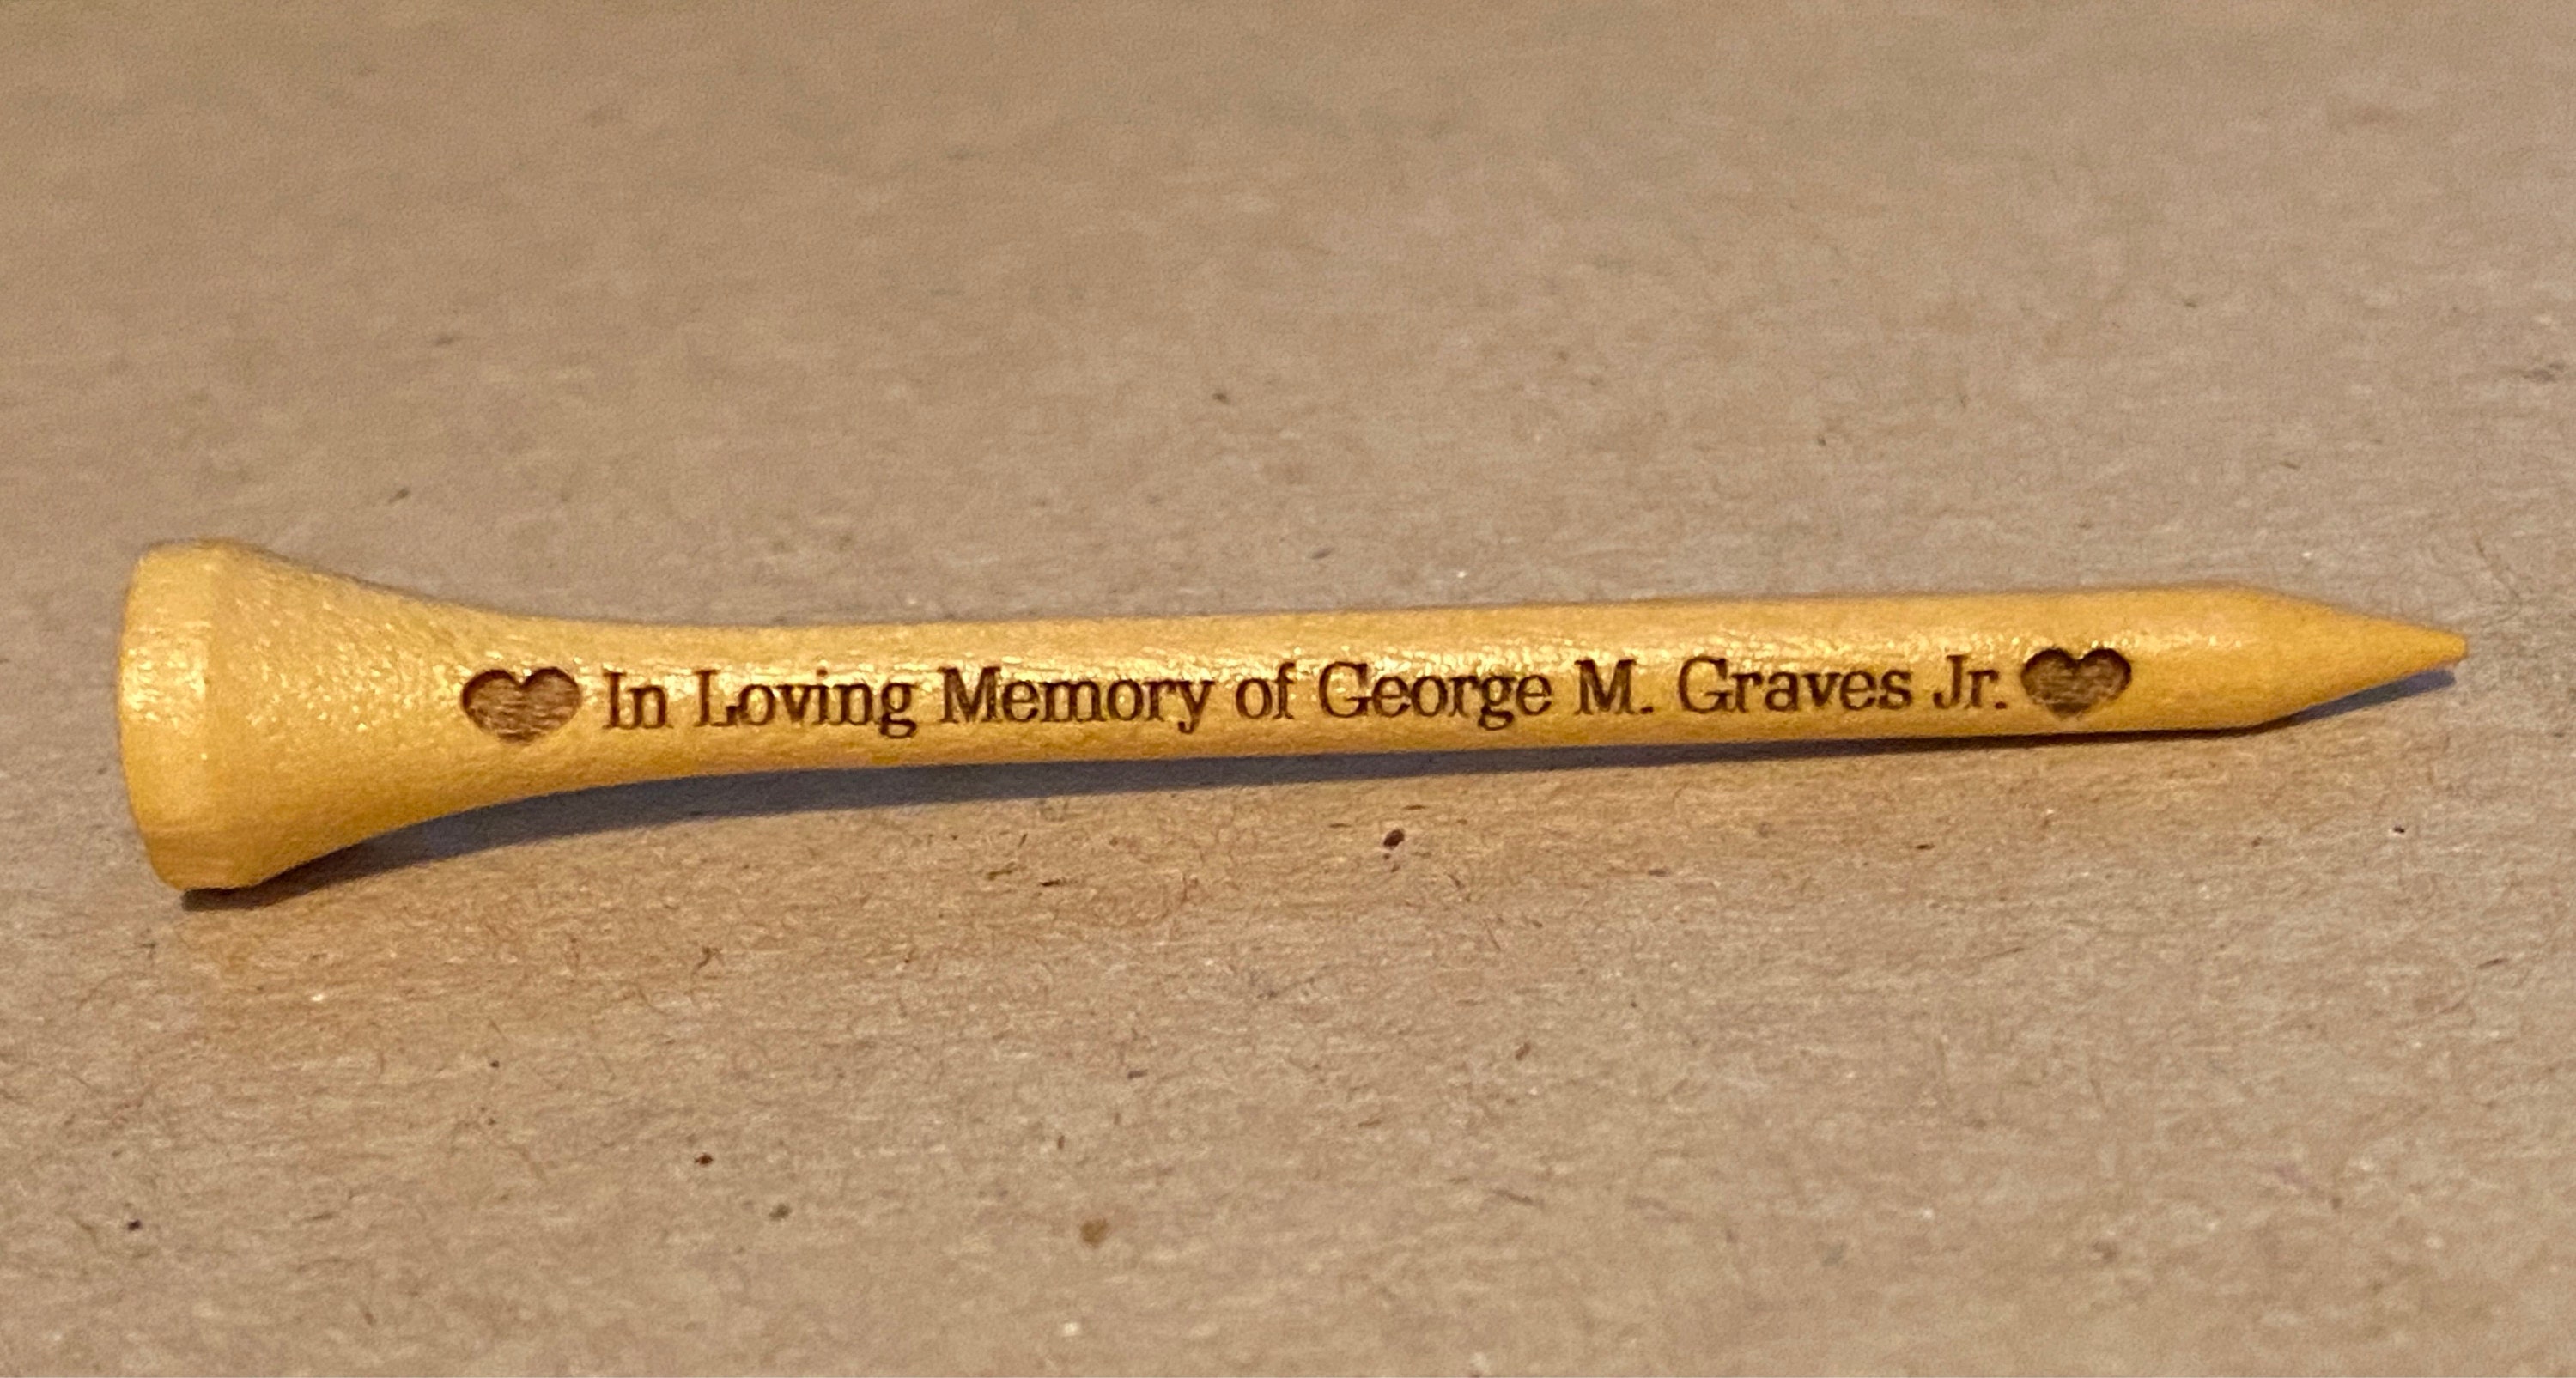 In Loving Memory of George M. Graves Jr.